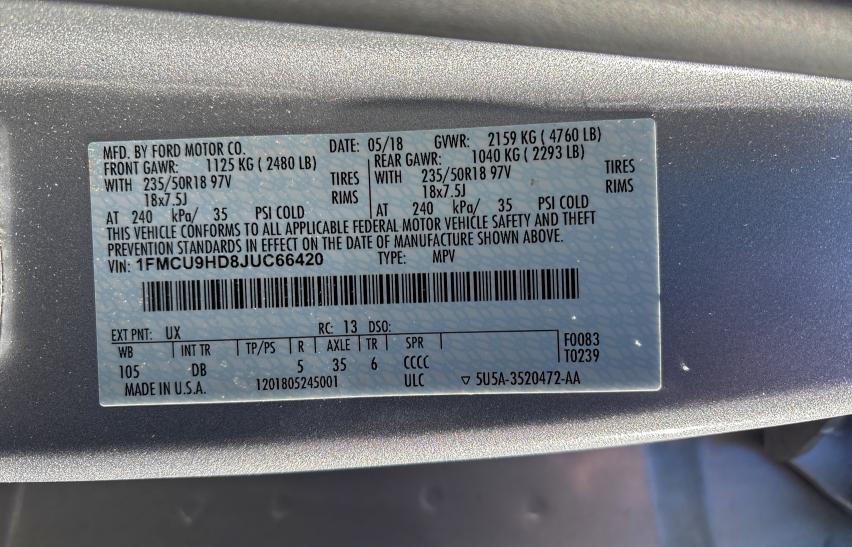 MFD. BY FORD MOTOR CO. DATE: 05/18 GVWR: 2159 KG ( 4760 LB)
FRONT GAWR: 1125 KG ( 2480 LB) REAR GAWR: 1040 KG ( 2293 LB)
WITH 235/50R18 97V TIRES WITH 235/50R18 97V TIRES
18x7.5J RIMS 18x7.5J RIMS
AT 240 kPa/ 35 PSI COLD AT 240 kPa/ 35 PSI COLD
THIS VEHICLE CONFORMS TO ALL APPLICABLE FEDERAL MOTOR VEHICLE SAFETY AND THEFT
PREVENTION STANDARDS IN EFFECT ON THE DATE OF MANUFACTURE SHOWN ABOVE.
VIN: 1FMCU9HD8JUC66420 TYPE: MPV
EXT PNT: UX RC: 13 DSO: F0083
WB INT TR TP/PS R AXLE TR SPR T0239
105 DB 5 35 6 CCCC
MADE IN U.S.A. 1201805245001 ULC ▽ 5U5A-3520472-AA